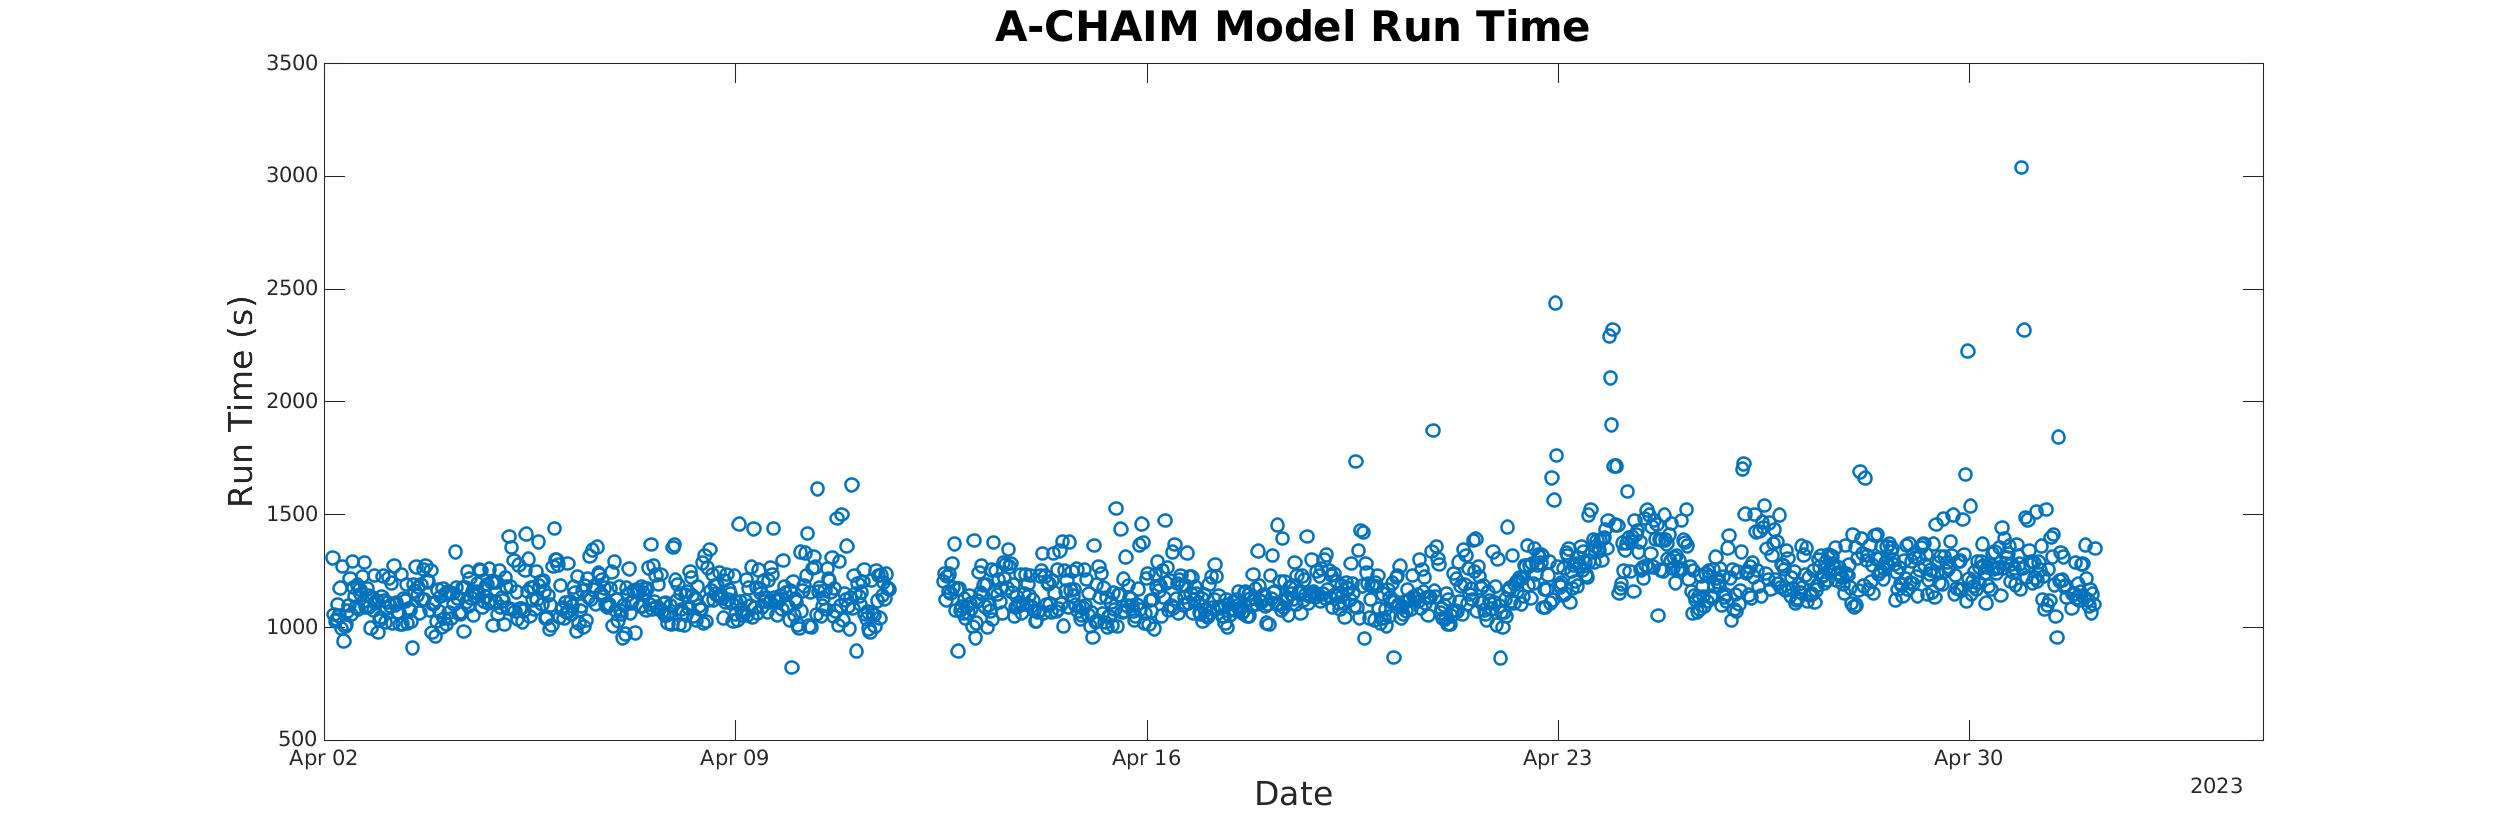 A-CHAIM Model Run Time
3500
3000
2500
2000
1500
1000
500
Run Time (s)
Apr 02
Apr 09
Apr 16
Apr 23
Apr 30
2023
Date